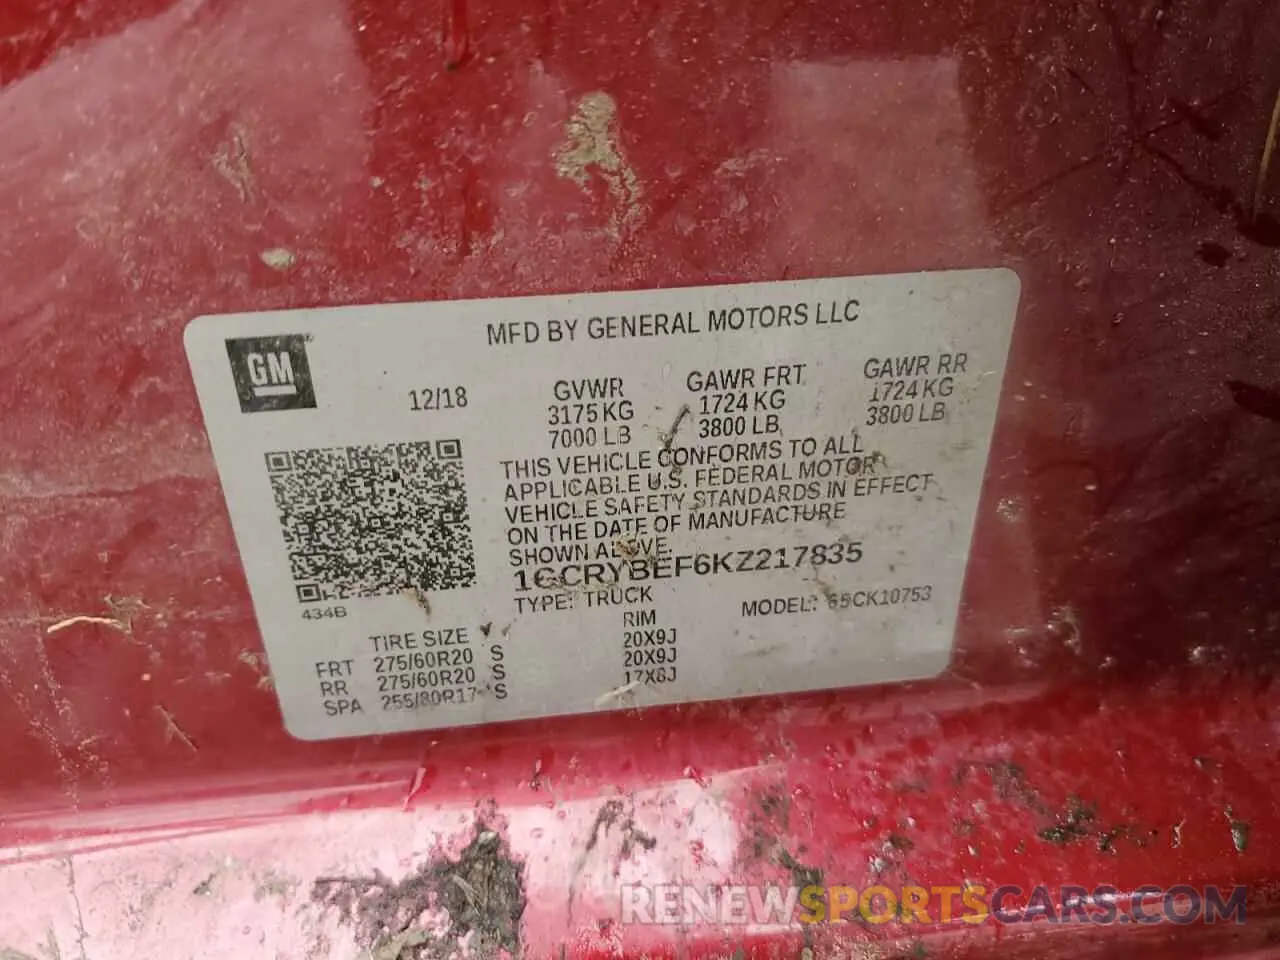 MFD BY GENERAL MOTORS LLC
GM
12/18
GVWR
3175 KG
7000 LB
GAWR FRT
1724 KG
3800 LB
GAWR RR
1724 KG
3800 LB
THIS VEHICLE CONFORMS TO ALL
APPLICABLE U.S. FEDERAL MOTOR
VEHICLE SAFETY STANDARDS IN EFFECT
ON THE DATE OF MANUFACTURE
SHOWN ABOVE.
1GCRYBEF6KZ217835
TYPE: TRUCK
MODEL:
434B
TIRE SIZE
RIM
FRT 275/60R20 S 20X9J
RR 275/60R20 S 20X9J
SPA 255/80R17 S 17X8J
RENEWSPORTSCARS.COM